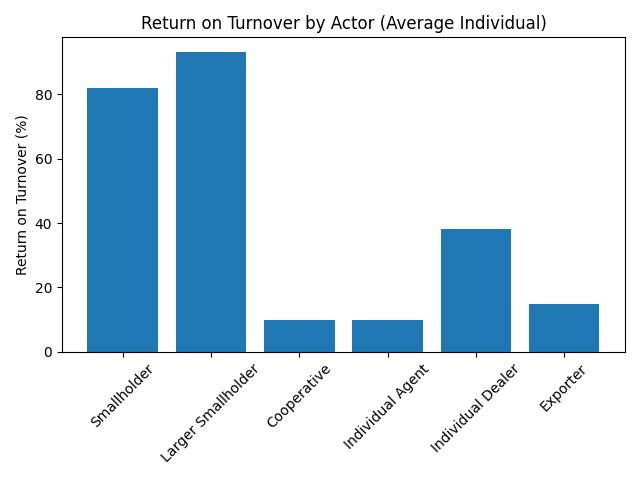 Return on Turnover by Actor (Average Individual)
Return on Turnover (%)
80
60
40
20
0
Smallholder
Larger Smallholder
Cooperative
Individual Agent
Individual Dealer
Exporter